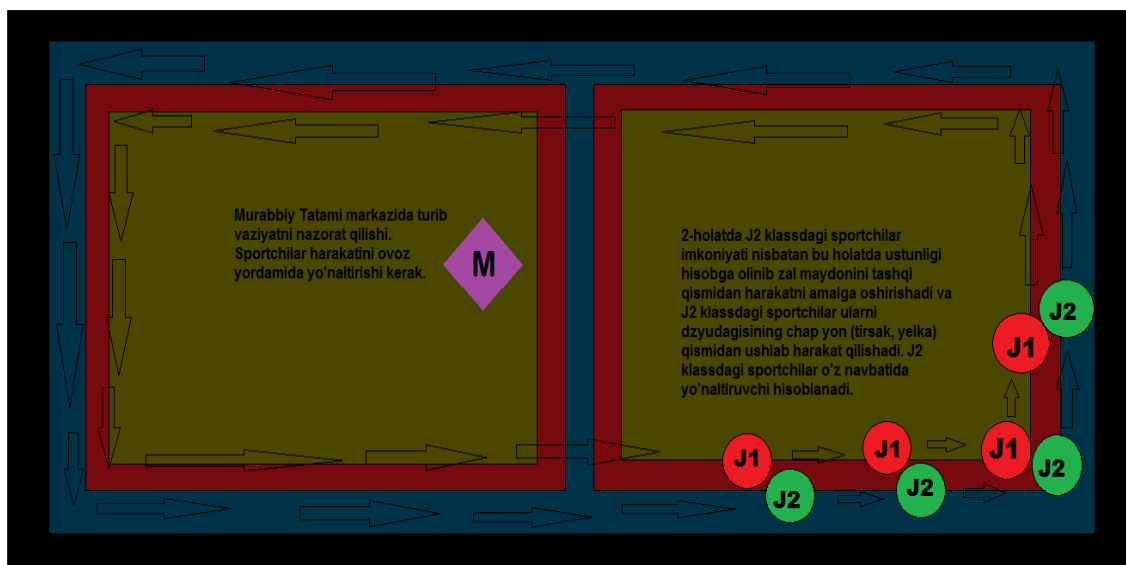 Murabbiy Tatami markazida turib
vaziyatni nazorat qilishi.
Sportchilar harakatini ovoz
yordamida yo'naltirishi kerak.
M
2-holatda J2 klassdagi sportchilar
imkoniyati nisbatan bu holatda ustunligi
hisobga olinib zal maydonini tashqi
qismidan harakatni amalga oshirishadi va
J2 klassdagi sportchilar ularni
dzyudagisining chap yon (tirsak, yelka)
qismidan ushlab harakat qilishadi. J2
klassdagi sportchilar o'z navbatida
yo'naltiruvchi hisoblanadi.
J2
J1
J1
J1
J1
J2
J2
J2